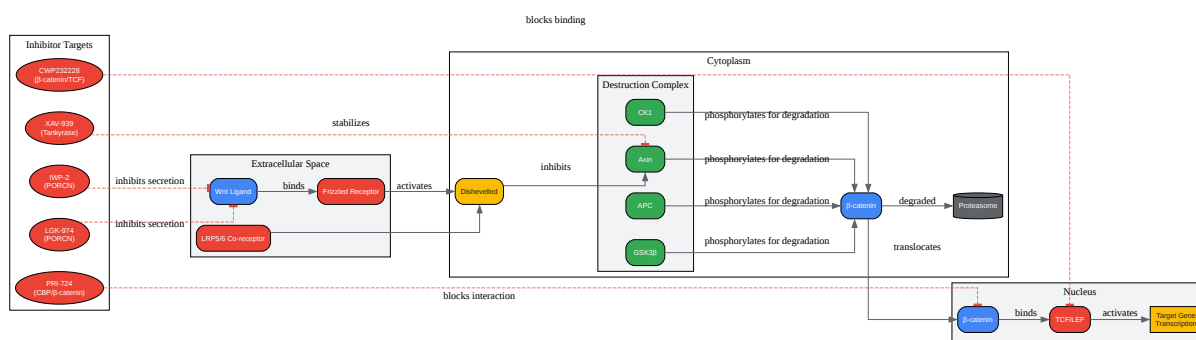 blocks binding
Inhibitor Targets
CWP232228
(β-catenin/TCF)
XAV-939
(Tankyrase)
IWP-2
(PORCN)
LGK-974
(PORCN)
PRI-724
(CBP/β-catenin)
stabilizes
inhibits secretion
inhibits secretion
blocks interaction
Extracellular Space
Wnt Ligand
binds
Frizzled Receptor
LRP5/6 Co-receptor
activates
Cytoplasm
Dishevelled
inhibits
Destruction Complex
CK1
Axin
APC
GSK3β
phosphorylates for degradation
phosphorylates for degradation
phosphorylates for degradation
phosphorylates for degradation
β-catenin
degraded
Proteasome
translocates
Nucleus
β-catenin
binds
TCF/LEF
activates
Target Gene
Transcription